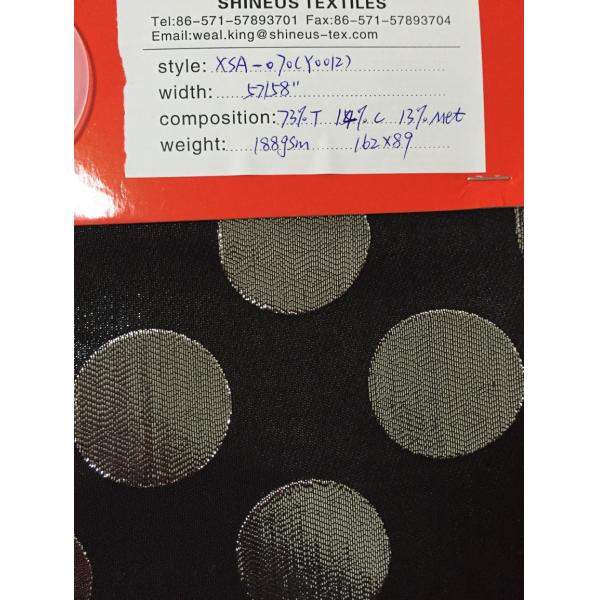 SHINEUS TEXTILES
Tel:86-571-57893701 Fax:86-571-57893704
Email:weal.king@shineus-tex.com
style: XSA-070(Y0012)
width: 57/58"
composition: 73%T 14%C 13%Met
weight: 188gsm 162X89